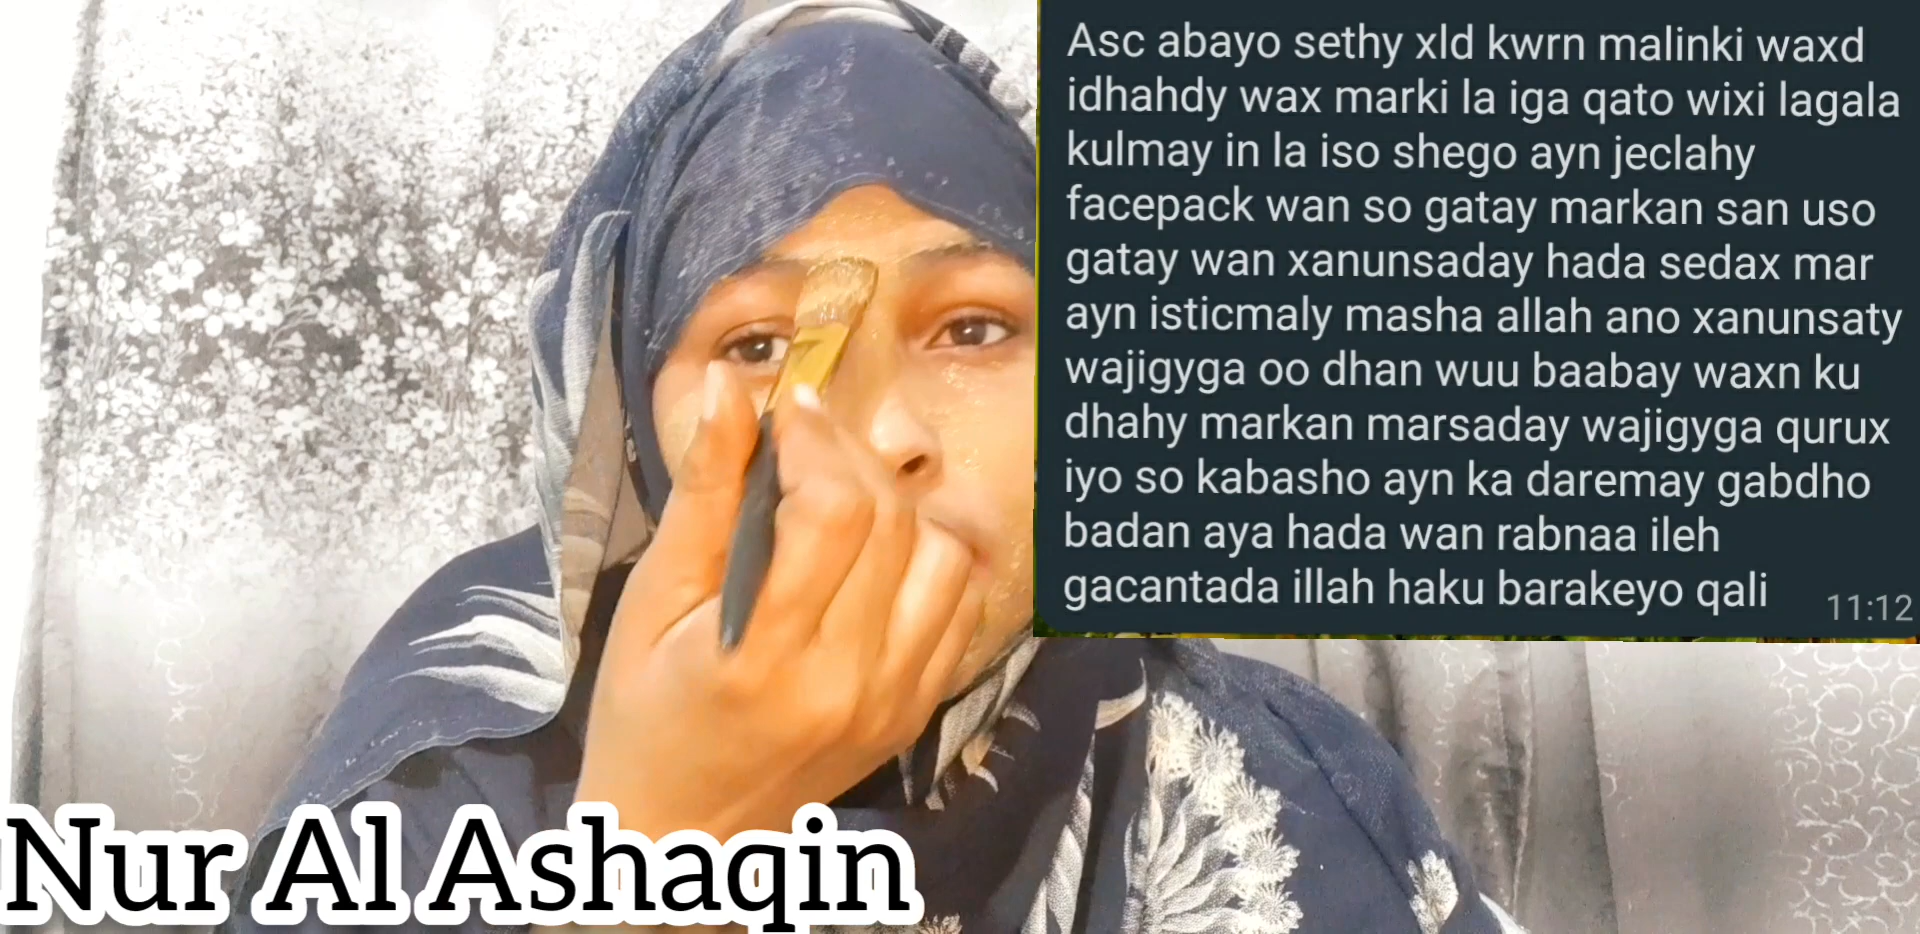 Asc abayo sethy xld kwrn malinki waxd
idhahdy wax marki la iga qato wixi lagala
kulmay in la iso shego ayn jeclahy
facepack wan so gatay markan san uso
gatay wan xanunsaday hada sedax mar
ayn isticmaly masha allah ano xanunsaty
wajigyga oo dhan wuu baabay waxn ku
dhahy markan marsaday wajigyga qurux
iyo so kabasho ayn ka daremay gabdho
badan aya hada wan rabnaa ileh
gacantada illah haku barakeyo qali
11:12
Nur Al Ashaqin